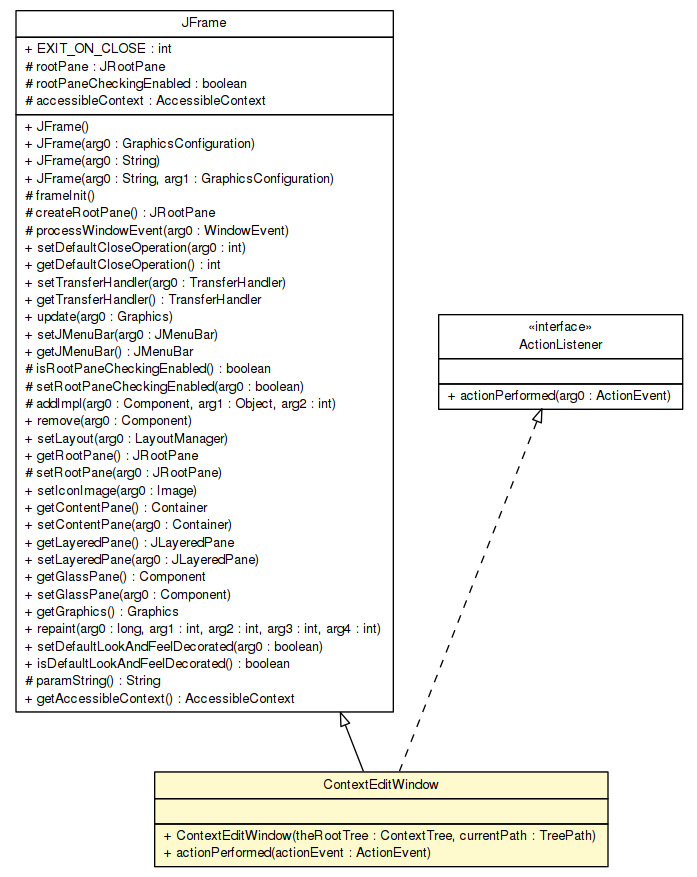 JFrame
+ EXIT_ON_CLOSE : int
# rootPane : JRootPane
# rootPaneCheckingEnabled : boolean
# accessibleContext : AccessibleContext
+ JFrame()
+ JFrame(arg0 : GraphicsConfiguration)
+ JFrame(arg0 : String)
+ JFrame(arg0 : String, arg1 : GraphicsConfiguration)
# frameInit()
# createRootPane() : JRootPane
# processWindowEvent(arg0 : WindowEvent)
+ setDefaultCloseOperation(arg0 : int)
+ getDefaultCloseOperation() : int
+ setTransferHandler(arg0 : TransferHandler)
+ getTransferHandler() : TransferHandler
+ update(arg0 : Graphics)
+ setJMenuBar(arg0 : JMenuBar)
+ getJMenuBar() : JMenuBar
# isRootPaneCheckingEnabled() : boolean
# setRootPaneCheckingEnabled(arg0 : boolean)
# addImpl(arg0 : Component, arg1 : Object, arg2 : int)
+ remove(arg0 : Component)
+ setLayout(arg0 : LayoutManager)
+ getRootPane() : JRootPane
# setRootPane(arg0 : JRootPane)
+ setIconImage(arg0 : Image)
+ getContentPane() : Container
+ setContentPane(arg0 : Container)
+ getLayeredPane() : JLayeredPane
+ setLayeredPane(arg0 : JLayeredPane)
+ getGlassPane() : Component
+ setGlassPane(arg0 : Component)
+ getGraphics() : Graphics
+ repaint(arg0 : long, arg1 : int, arg2 : int, arg3 : int, arg4 : int)
+ setDefaultLookAndFeelDecorated(arg0 : boolean)
+ isDefaultLookAndFeelDecorated() : boolean
# paramString() : String
+ getAccessibleContext() : AccessibleContext
«interface»
ActionListener
+ actionPerformed(arg0 : ActionEvent)
ContextEditWindow
+ ContextEditWindow(theRootTree : ContextTree, currentPath : TreePath)
+ actionPerformed(actionEvent : ActionEvent)